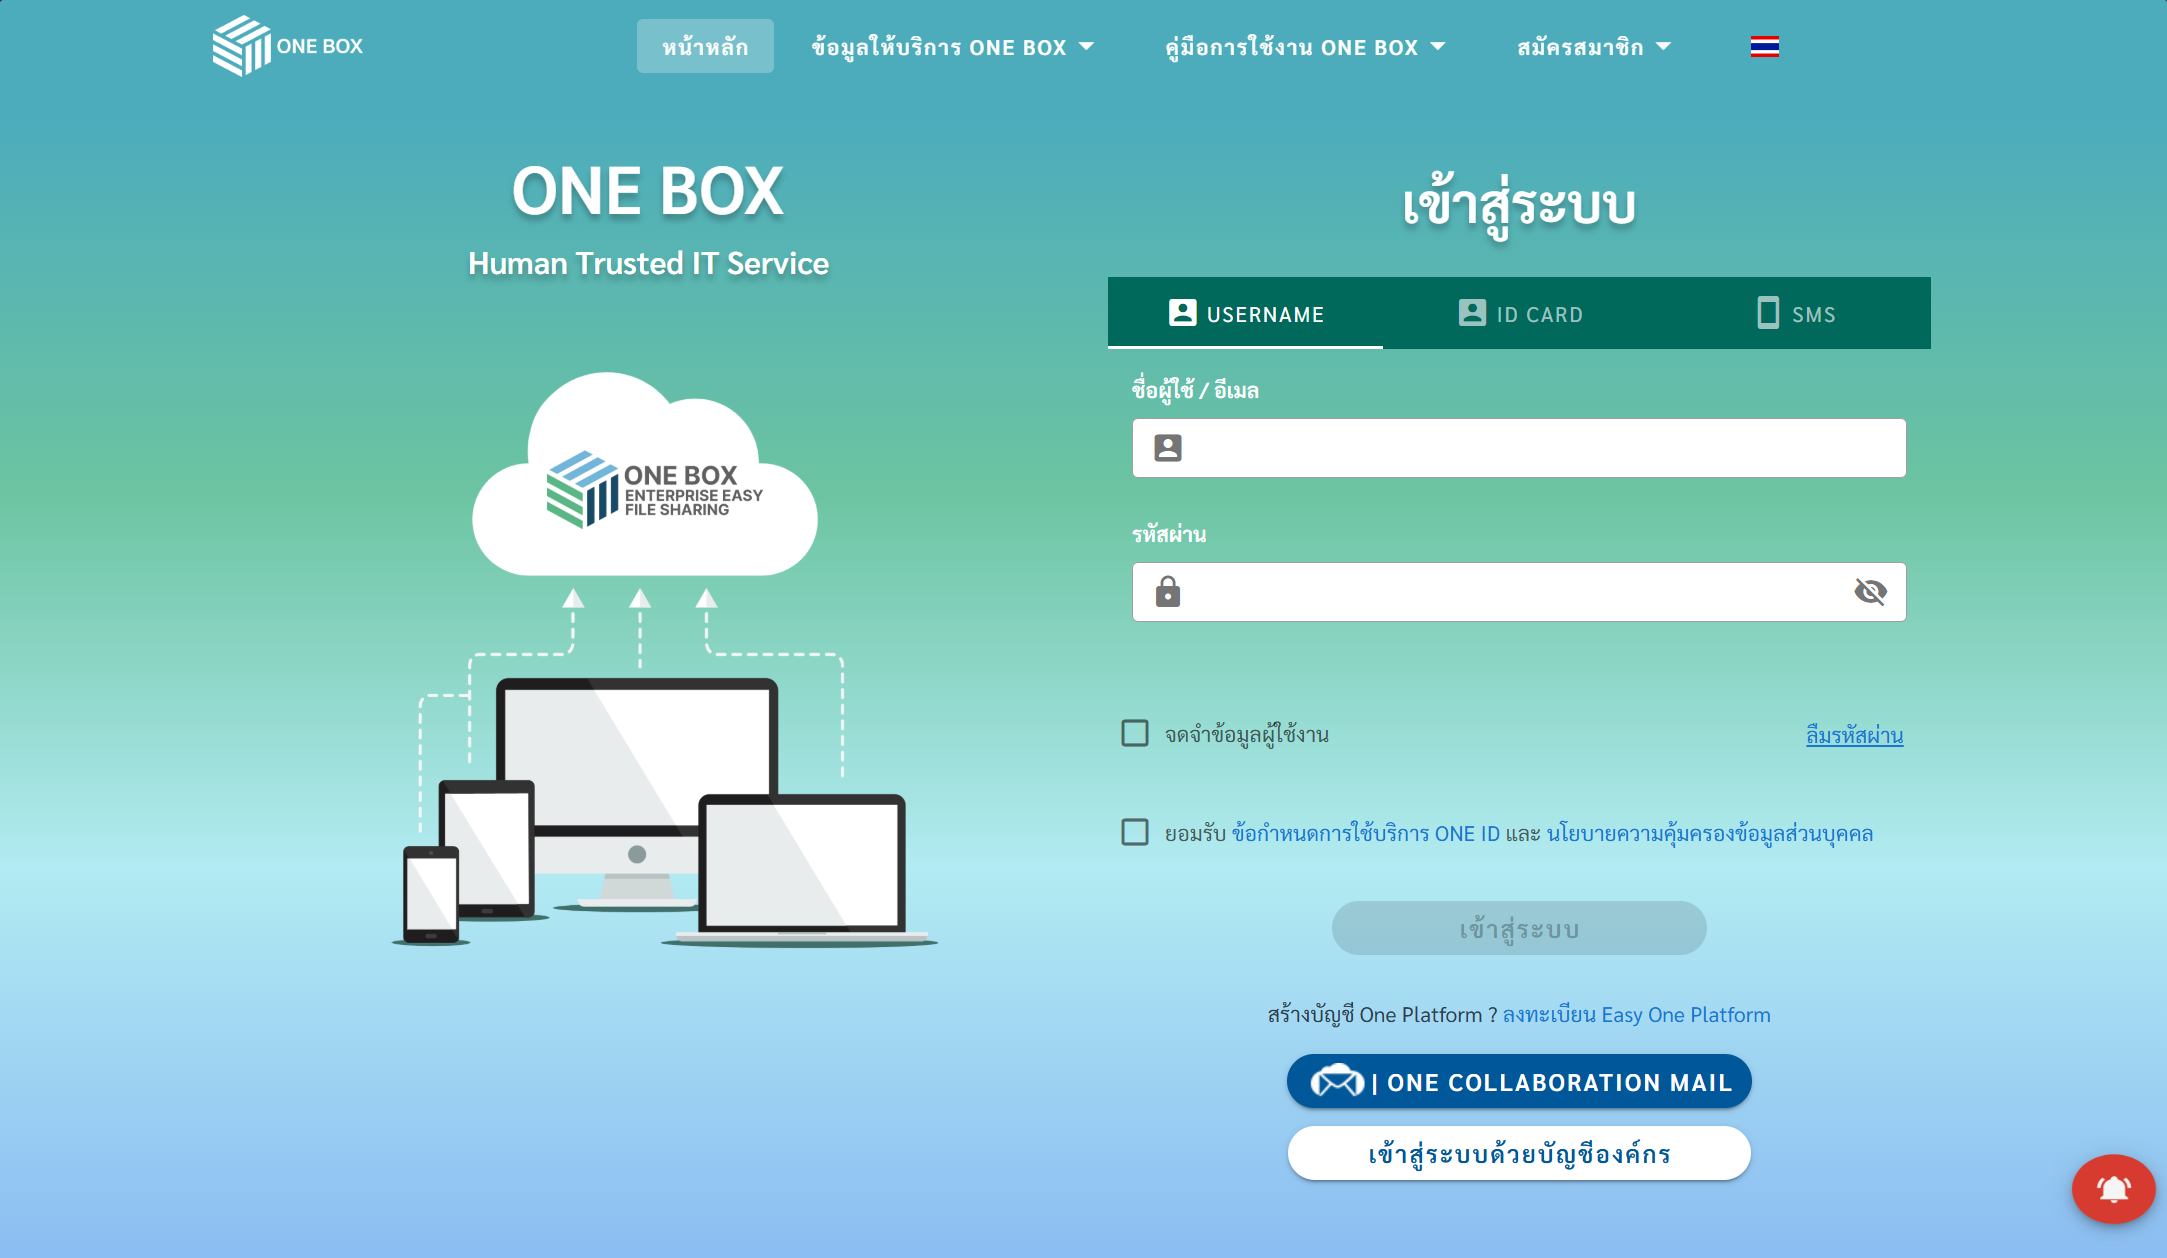 ONE BOX
หน้าหลัก
ข้อมูลให้บริการ ONE BOX
คู่มือการใช้งาน ONE BOX
สมัครสมาชิก
ONE BOX
Human Trusted IT Service
ONE BOX
ENTERPRISE EASY
FILE SHARING
เข้าสู่ระบบ
USERNAME
ID CARD
SMS
ชื่อผู้ใช้ / อีเมล
รหัสผ่าน
จดจำข้อมูลผู้ใช้งาน
ลืมรหัสผ่าน
ยอมรับ ข้อกำหนดการใช้บริการ ONE ID และ นโยบายความคุ้มครองข้อมูลส่วนบุคคล
เข้าสู่ระบบ
สร้างบัญชี One Platform ? ลงทะเบียน Easy One Platform
| ONE COLLABORATION MAIL
เข้าสู่ระบบด้วยบัญชีองค์กร